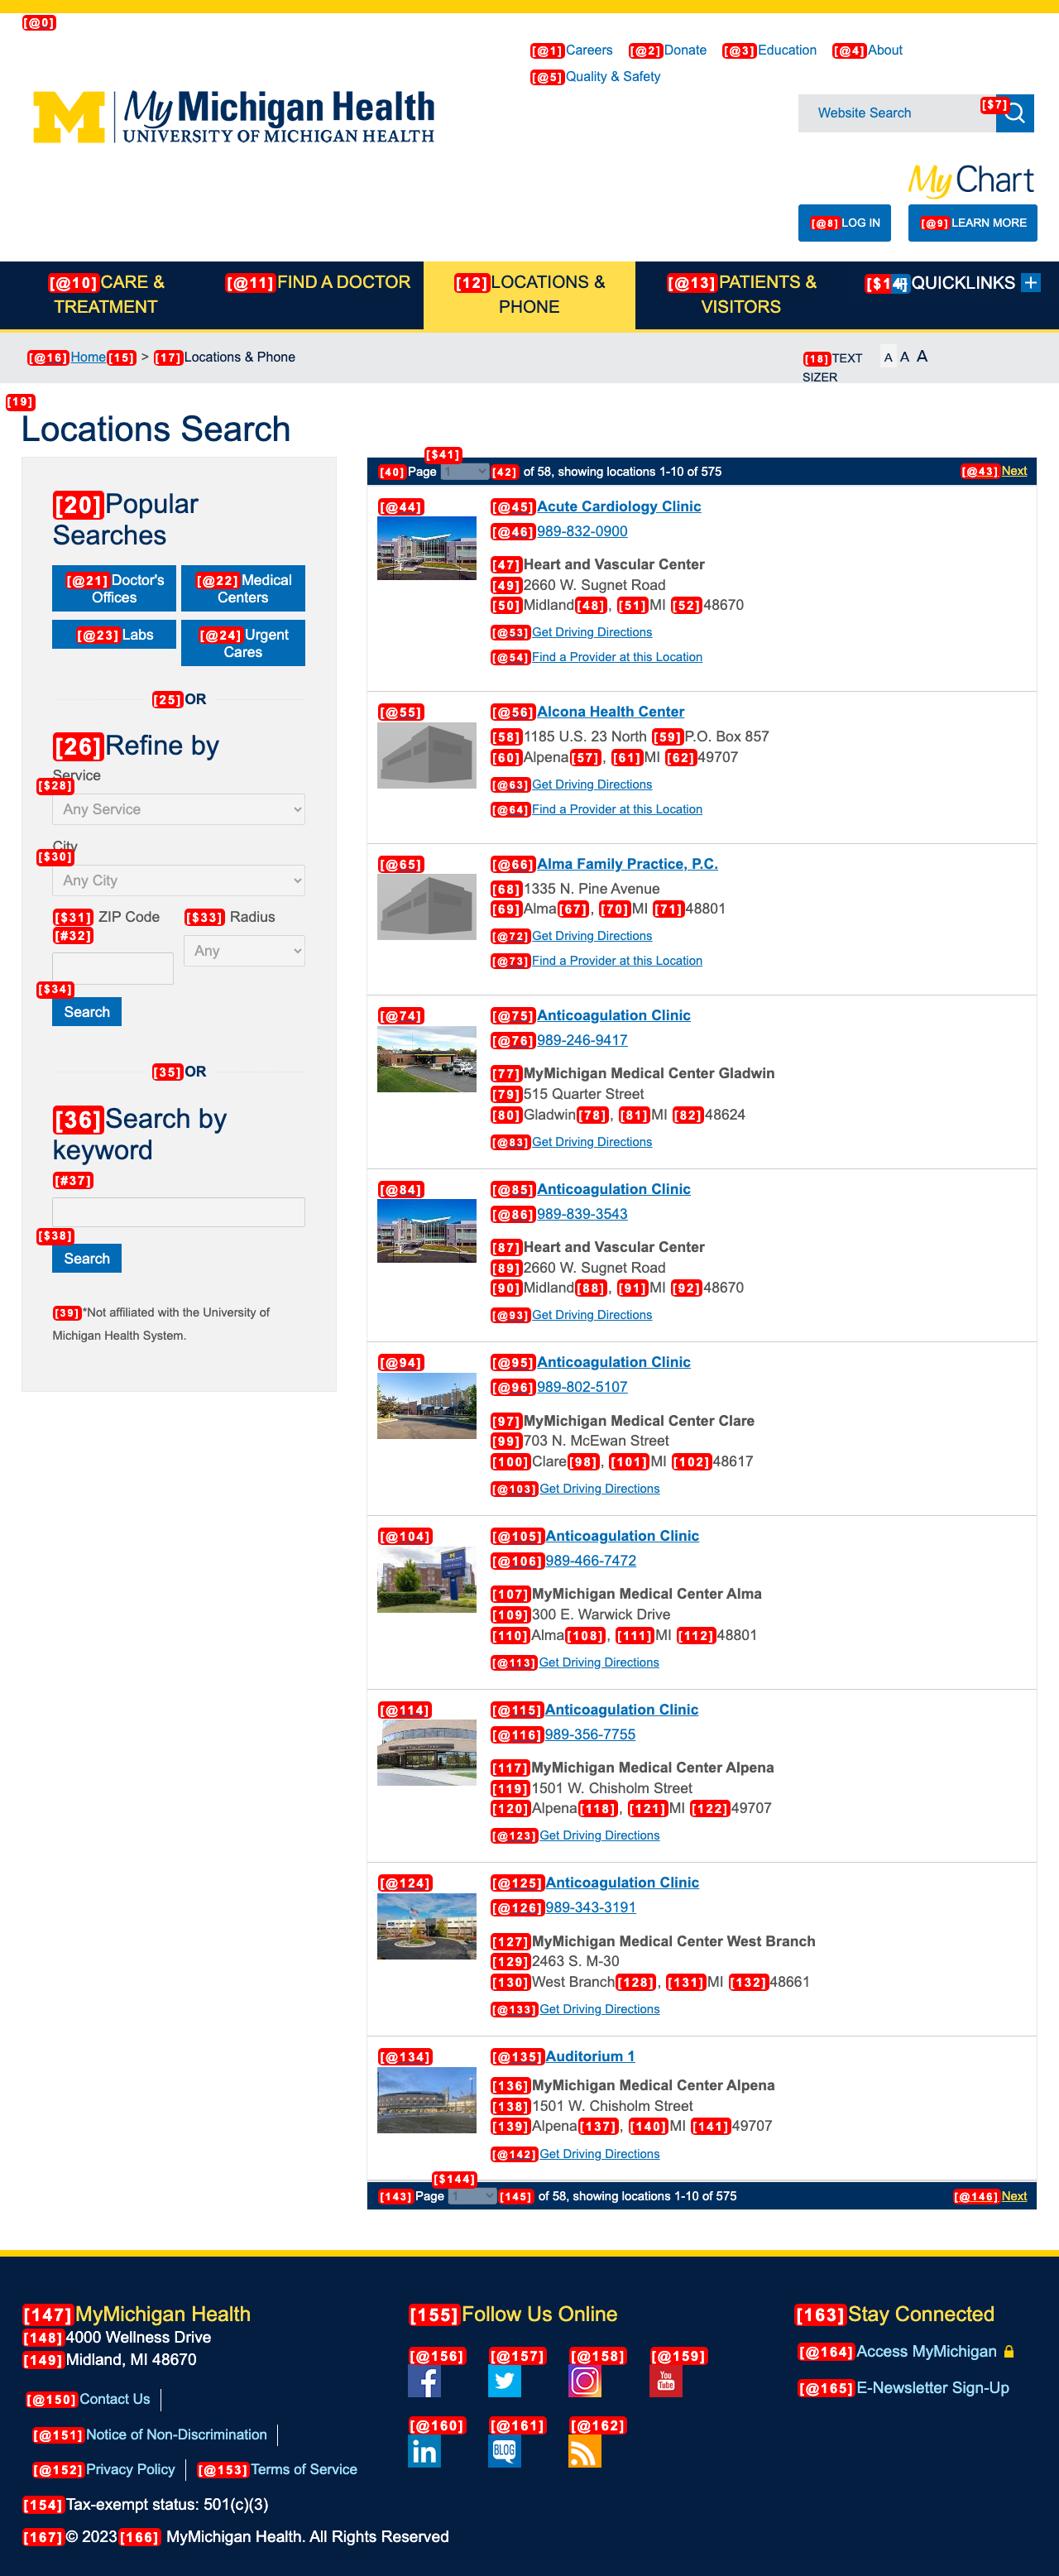 [@0]
[@1]Careers [@2]Donate [@3]Education [@4]About
[@5]Quality & Safety
M My Michigan Health
UNIVERSITY OF MICHIGAN HEALTH
Website Search [$7]
MyChart
[@8]LOG IN [@9]LEARN MORE
[@10]CARE & TREATMENT
[@11]FIND A DOCTOR
[12]LOCATIONS & PHONE
[@13]PATIENTS & VISITORS
[$14]QUICKLINKS +
[@16]Home[15] > [17]Locations & Phone
[18]TEXT SIZER A A A
[19]
Locations Search
[20]Popular
Searches
[@21]Doctor's Offices
[@22]Medical Centers
[@23]Labs
[@24]Urgent Cares
[25]OR
[26]Refine by
Service
[$28]
Any Service
City
[$30]
Any City
[$31] ZIP Code [$33] Radius
[#32]
Any
[$34]
Search
[35]OR
[36]Search by
keyword
[#37]
[$38]
Search
[39]*Not affiliated with the University of
Michigan Health System.
[$41]
[40]Page 1 [42] of 58, showing locations 1-10 of 575 [@43]Next
[@44] [@45]Acute Cardiology Clinic
[@46]989-832-0900
[47]Heart and Vascular Center
[49]2660 W. Sugnet Road
[50]Midland[48], [51]MI [52]48670
[@53]Get Driving Directions
[@54]Find a Provider at this Location
[@55] [@56]Alcona Health Center
[58]1185 U.S. 23 North [59]P.O. Box 857
[60]Alpena[57], [61]MI [62]49707
[@63]Get Driving Directions
[@64]Find a Provider at this Location
[@65] [@66]Alma Family Practice, P.C.
[68]1335 N. Pine Avenue
[69]Alma[67], [70]MI [71]48801
[@72]Get Driving Directions
[@73]Find a Provider at this Location
[@74] [@75]Anticoagulation Clinic
[@76]989-246-9417
[77]MyMichigan Medical Center Gladwin
[79]515 Quarter Street
[80]Gladwin[78], [81]MI [82]48624
[@83]Get Driving Directions
[@84] [@85]Anticoagulation Clinic
[@86]989-839-3543
[87]Heart and Vascular Center
[89]2660 W. Sugnet Road
[90]Midland[88], [91]MI [92]48670
[@93]Get Driving Directions
[@94] [@95]Anticoagulation Clinic
[@96]989-802-5107
[97]MyMichigan Medical Center Clare
[99]703 N. McEwan Street
[100]Clare[98], [101]MI [102]48617
[@103]Get Driving Directions
[@104] [@105]Anticoagulation Clinic
[@106]989-466-7472
[107]MyMichigan Medical Center Alma
[109]300 E. Warwick Drive
[110]Alma[108], [111]MI [112]48801
[@113]Get Driving Directions
[@114] [@115]Anticoagulation Clinic
[@116]989-356-7755
[117]MyMichigan Medical Center Alpena
[119]1501 W. Chisholm Street
[120]Alpena[118], [121]MI [122]49707
[@123]Get Driving Directions
[@124] [@125]Anticoagulation Clinic
[@126]989-343-3191
[127]MyMichigan Medical Center West Branch
[129]2463 S. M-30
[130]West Branch[128], [131]MI [132]48661
[@133]Get Driving Directions
[@134] [@135]Auditorium 1
[136]MyMichigan Medical Center Alpena
[138]1501 W. Chisholm Street
[139]Alpena[137], [140]MI [141]49707
[@142]Get Driving Directions
[$144]
[143]Page 1 [145] of 58, showing locations 1-10 of 575 [@146]Next
[147]MyMichigan Health
[148]4000 Wellness Drive
[149]Midland, MI 48670
[@150]Contact Us
[@151]Notice of Non-Discrimination
[@152]Privacy Policy [@153]Terms of Service
[154]Tax-exempt status: 501(c)(3)
[167]© 2023[166] MyMichigan Health. All Rights Reserved
[155]Follow Us Online
[@156] [@157] [@158] [@159]
You Tube
[@160] [@161] [@162]
in BLOG
[163]Stay Connected
[@164]Access MyMichigan
[@165]E-Newsletter Sign-Up